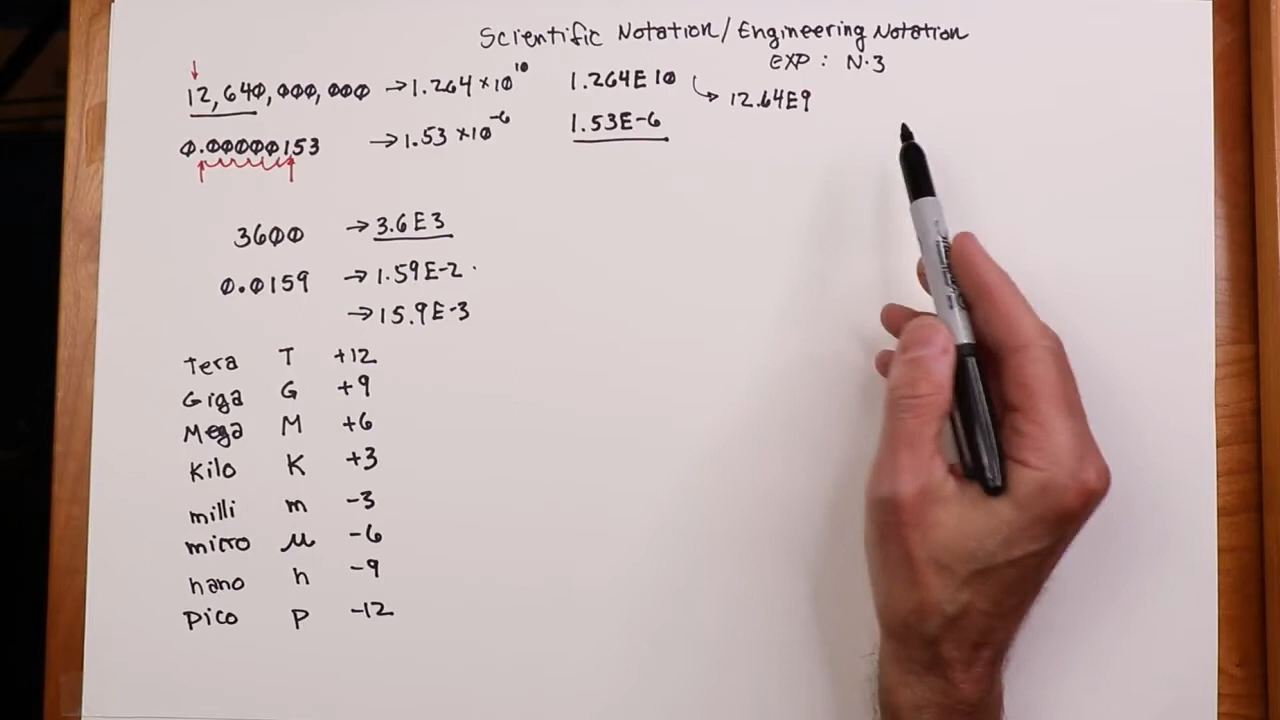 Scientific Notation/Engineering Notation
EXP: N·3
12,640,000,000 → 1.264 × 10^10 1.264E10 → 12.64E9
0.00000153 → 1.53 × 10^-6 1.53E-6
3600 → 3.6E3
0.0159 → 1.59E-2
→ 15.9E-3
Tera T +12
Giga G +9
Mega M +6
Kilo K +3
milli m -3
micro μ -6
nano n -9
pico p -12